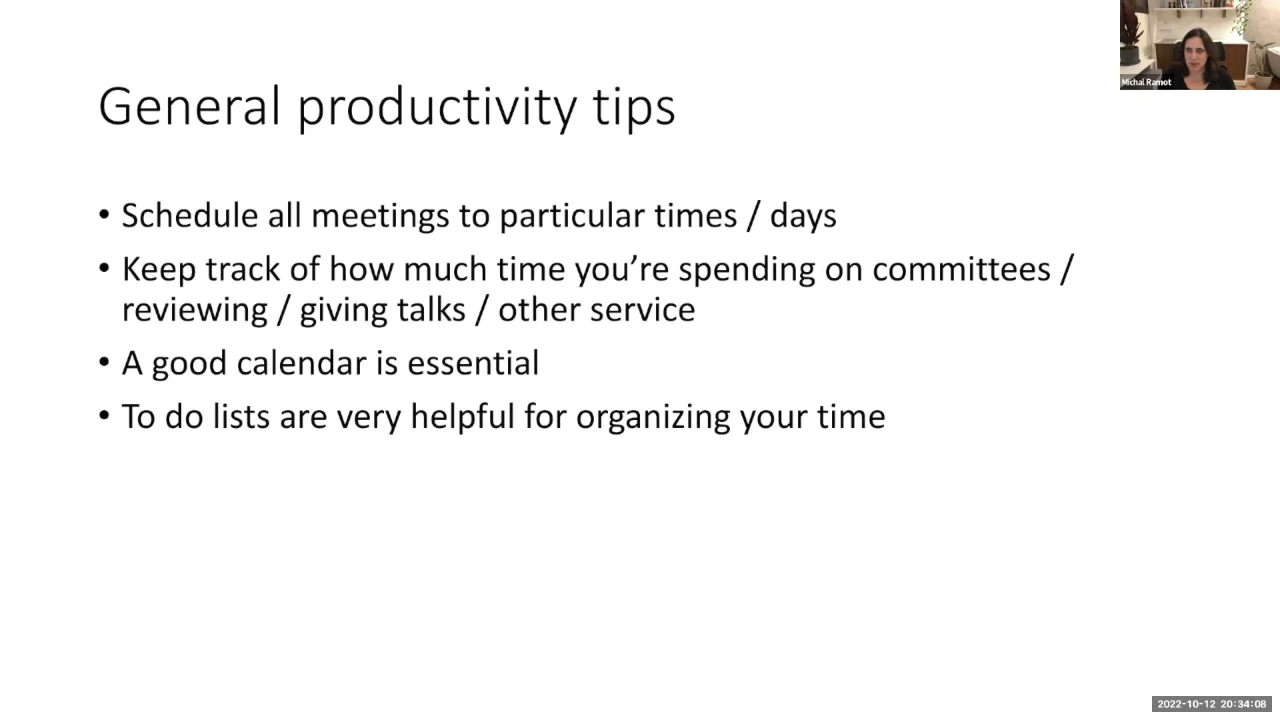 Michal Ramot
General productivity tips
• Schedule all meetings to particular times / days
• Keep track of how much time you're spending on committees /
reviewing / giving talks / other service
• A good calendar is essential
• To do lists are very helpful for organizing your time
2022-10-12 20:34:08